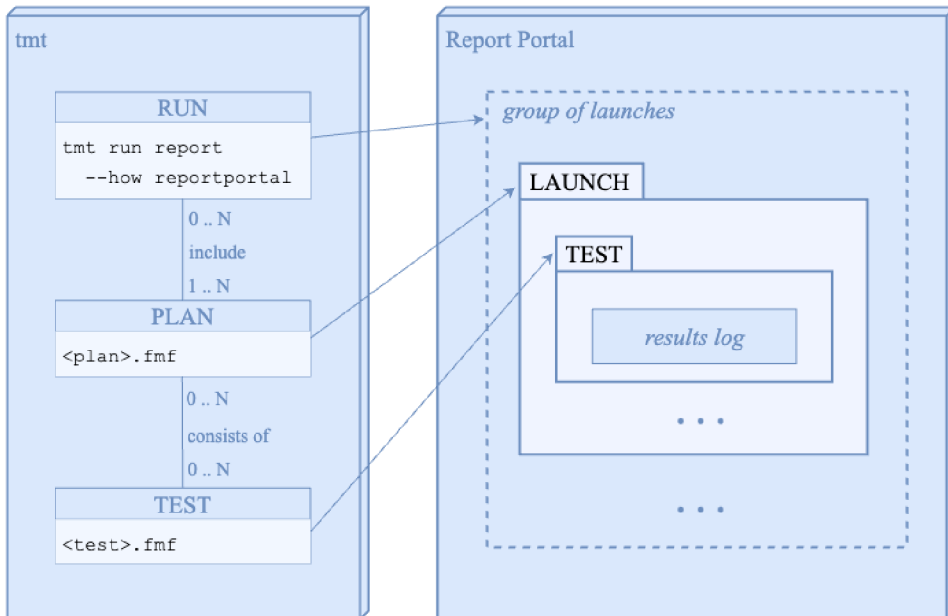 tmt
RUN
tmt run report
--how reportportal
0 .. N
include
1 .. N
PLAN
<plan>.fmf
0 .. N
consists of
0 .. N
TEST
<test>.fmf
Report Portal
group of launches
LAUNCH
TEST
results log
. . .
. . .